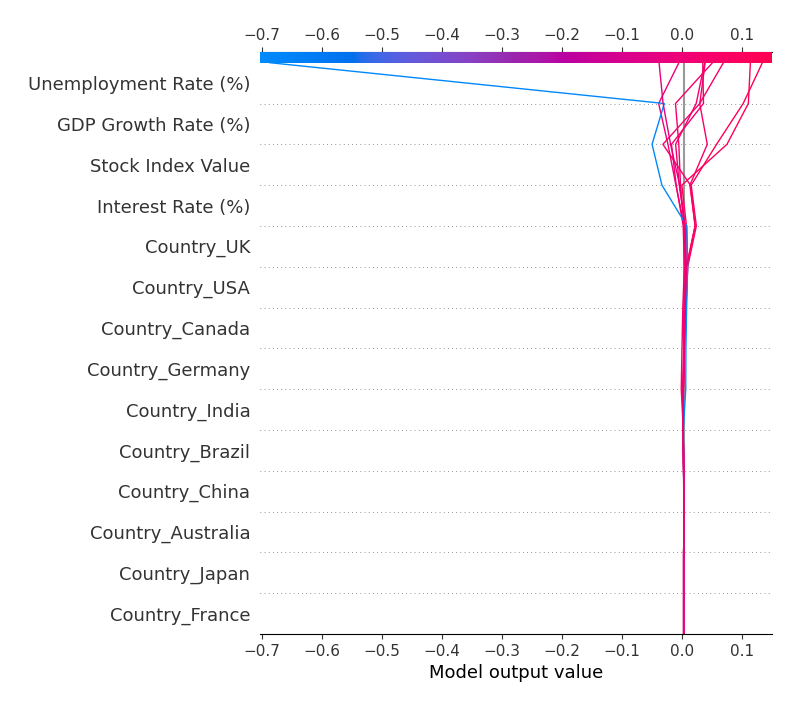 −0.7 −0.6 −0.5 −0.4 −0.3 −0.2 −0.1 0.0 0.1
Unemployment Rate (%)
GDP Growth Rate (%)
Stock Index Value
Interest Rate (%)
Country_UK
Country_USA
Country_Canada
Country_Germany
Country_India
Country_Brazil
Country_China
Country_Australia
Country_Japan
Country_France
−0.7 −0.6 −0.5 −0.4 −0.3 −0.2 −0.1 0.0 0.1
Model output value